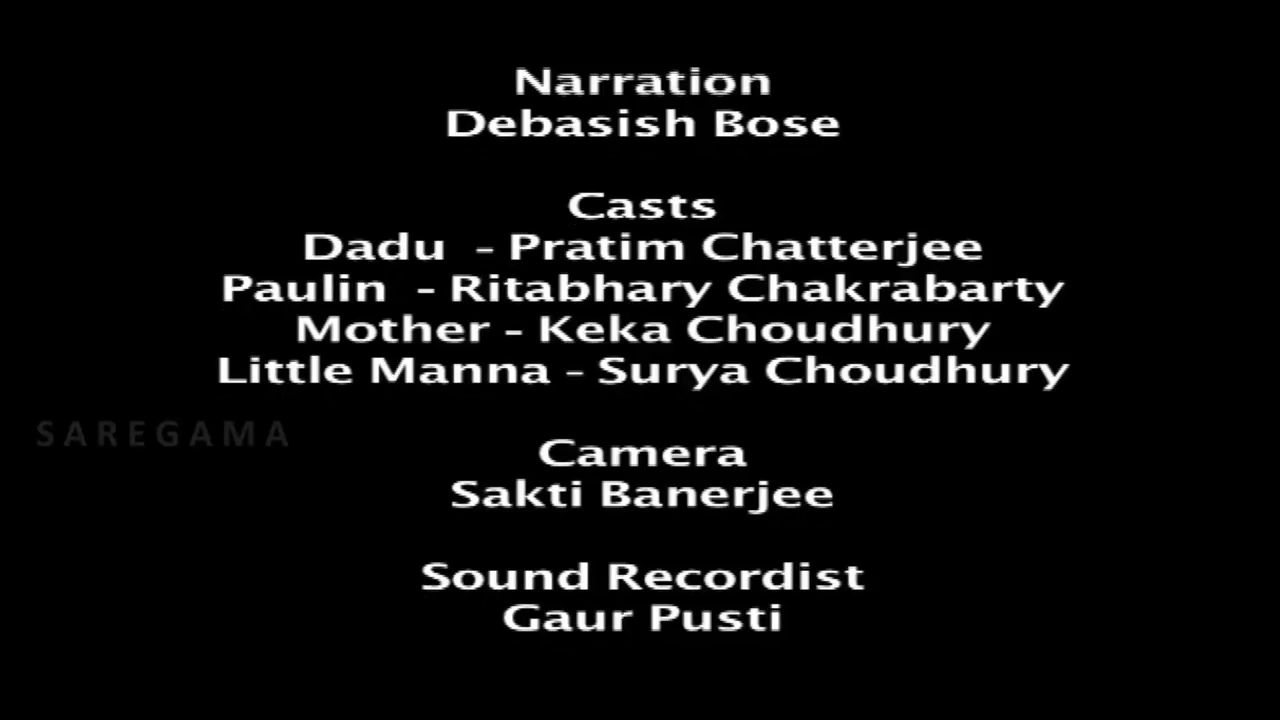 Narration
Debasish Bose
Casts
Dadu - Pratim Chatterjee
Paulin - Ritabhary Chakrabarty
Mother - Keka Choudhury
Little Manna - Surya Choudhury
SAREGAMA
Camera
Sakti Banerjee
Sound Recordist
Gaur Pusti